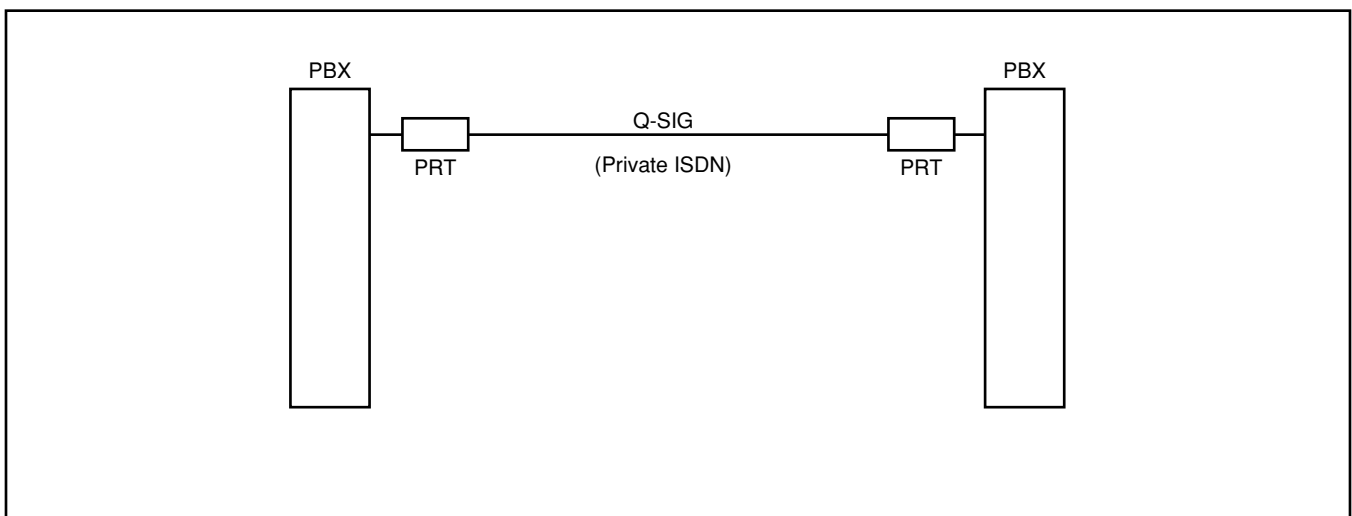 PBX
PBX
Q-SIG
PRT
(Private ISDN)
PRT